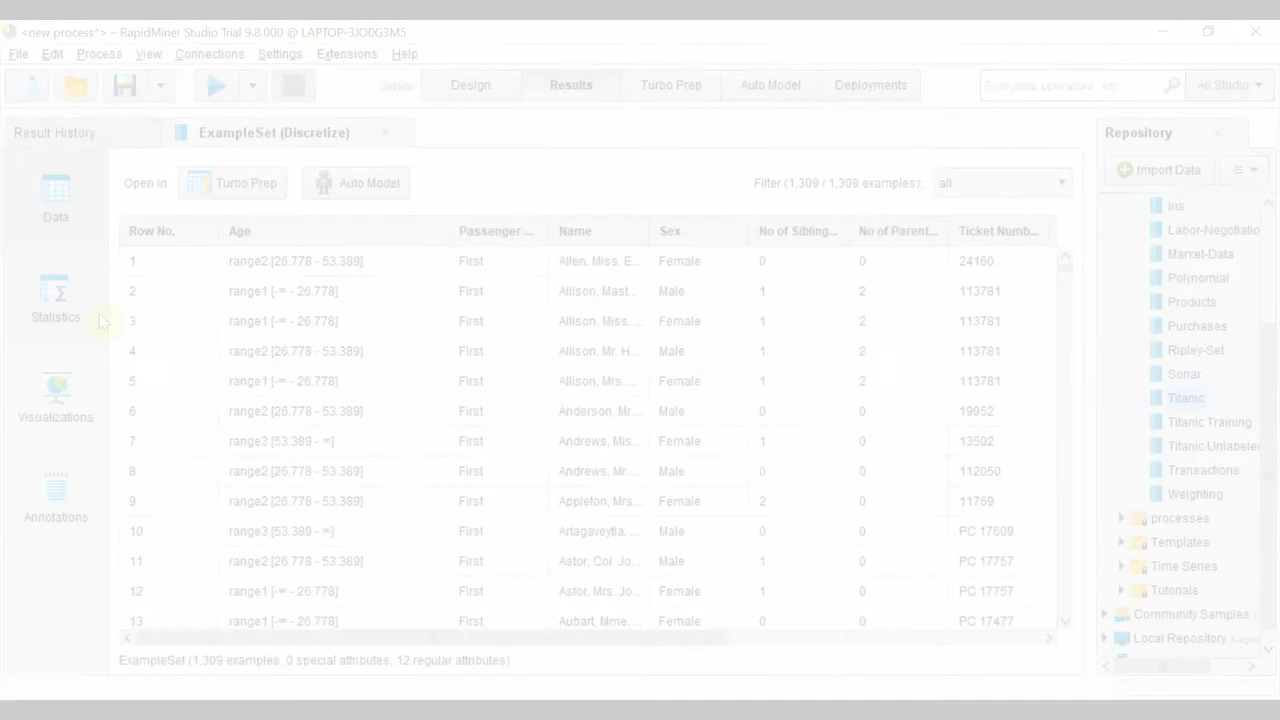 <new process*> – RapidMiner Studio Trial 9.8.000 @ LAPTOP-3JO0G3M5
File Edit Process View Connections Settings Extensions Help
Views: Design Results Turbo Prep Auto Model Deployments Find data, operators...etc All Studio
Result History ExampleSet (Discretize) Repository
Open in Turbo Prep Auto Model Filter (1,309 / 1,309 examples): all Import Data
Data
Statistics
Visualizations
Annotations
Row No. Age Passenger ... Name Sex No of Sibling... No of Parent... Ticket Numb...
1 range2 [26.778 - 53.389] First Allen, Miss. E... Female 0 0 24160
2 range1 [-∞ - 26.778] First Allison, Mast... Male 1 2 113781
3 range1 [-∞ - 26.778] First Allison, Miss. ... Female 1 2 113781
4 range2 [26.778 - 53.389] First Allison, Mr. H... Male 1 2 113781
5 range1 [-∞ - 26.778] First Allison, Mrs. ... Female 1 2 113781
6 range2 [26.778 - 53.389] First Anderson, Mr. ... Male 0 0 19952
7 range3 [53.389 - ∞] First Andrews, Mis... Female 1 0 13502
8 range2 [26.778 - 53.389] First Andrews, Mr. ... Male 0 0 112050
9 range2 [26.778 - 53.389] First Appleton, Mrs... Female 2 0 11769
10 range3 [53.389 - ∞] First Artagaveytia, ... Male 0 0 PC 17609
11 range2 [26.778 - 53.389] First Astor, Col. Jo... Male 1 0 PC 17757
12 range1 [-∞ - 26.778] First Astor, Mrs. Jo... Female 1 0 PC 17757
13 range1 [-∞ - 26.778] First Aubart, Mme. ... Female 0 0 PC 17477
ExampleSet (1,309 examples, 0 special attributes, 12 regular attributes)
Iris
Labor-Negotiatio
Market-Data
Polynomial
Products
Purchases
Ripley-Set
Sonar
Titanic
Titanic Training
Titanic Unlabele
Transactions
Weighting
processes
Templates
Time Series
Tutorials
Community Samples
Local Repository